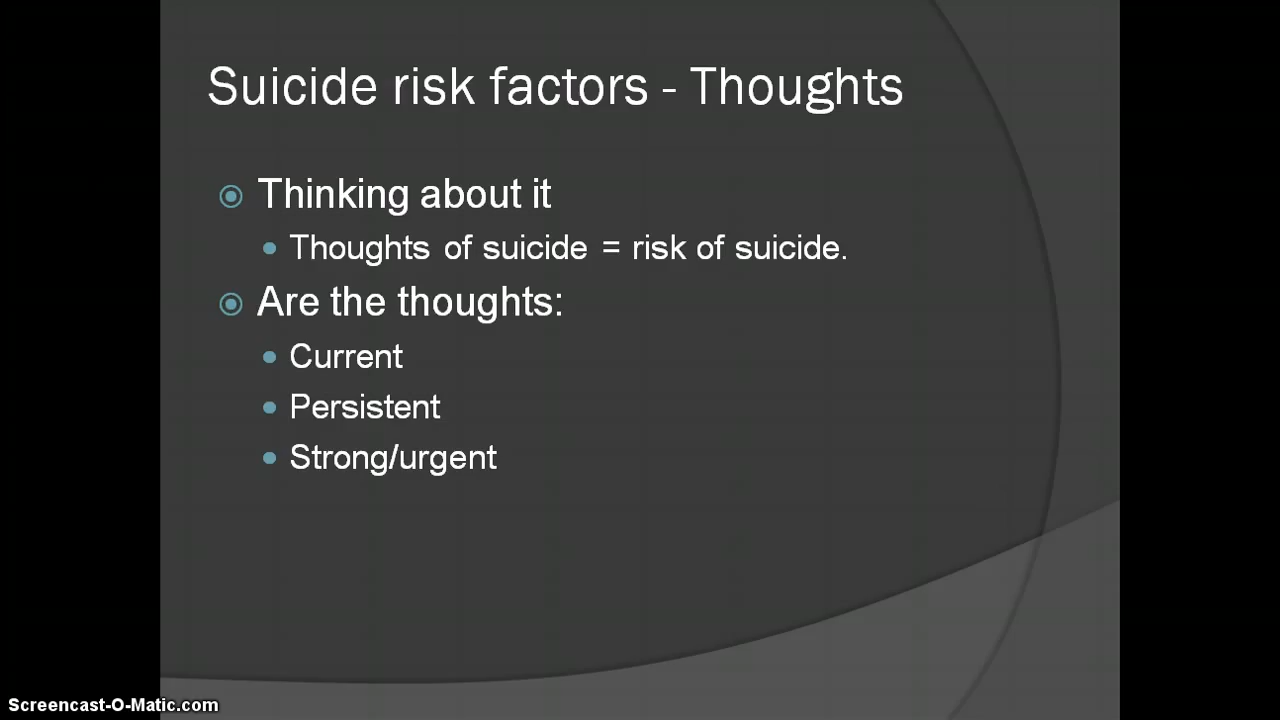 Suicide risk factors - Thoughts
Thinking about it
Thoughts of suicide = risk of suicide.
Are the thoughts:
Current
Persistent
Strong/urgent
Screencast-O-Matic.com